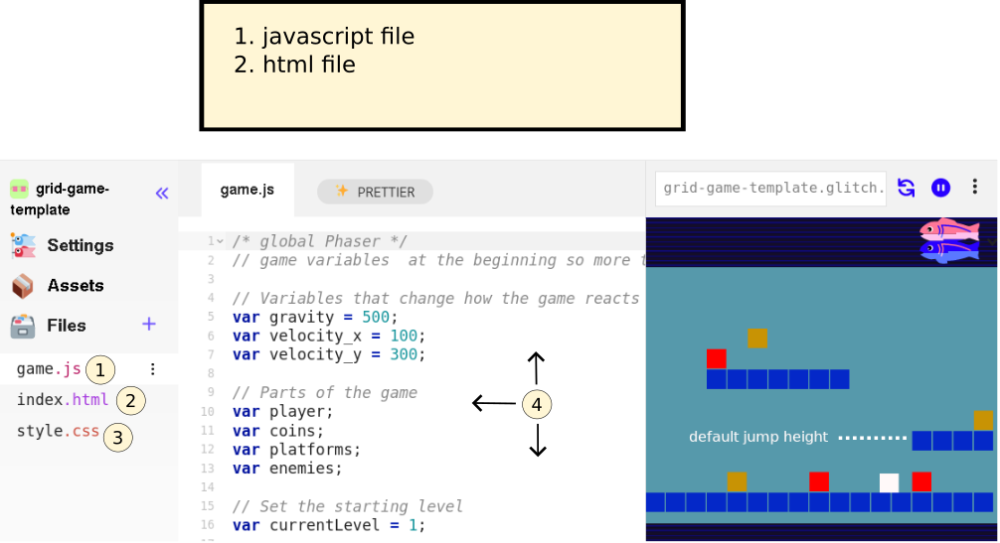 1. javascript file
2. html file
grid-game-
template
Settings
Assets
Files +
game.js 1
index.html 2
style.css 3
game.js
PRETTIER
1 /* global Phaser */
2 // game variables  at the beginning so more t
3
4 // Variables that change how the game reacts
5 var gravity = 500;
6 var velocity_x = 100;
7 var velocity_y = 300;
8
9 // Parts of the game
10 var player;
11 var coins;
12 var platforms;
13 var enemies;
14
15 // Set the starting level
16 var currentLevel = 1;
4
grid-game-template.glitch.
default jump height